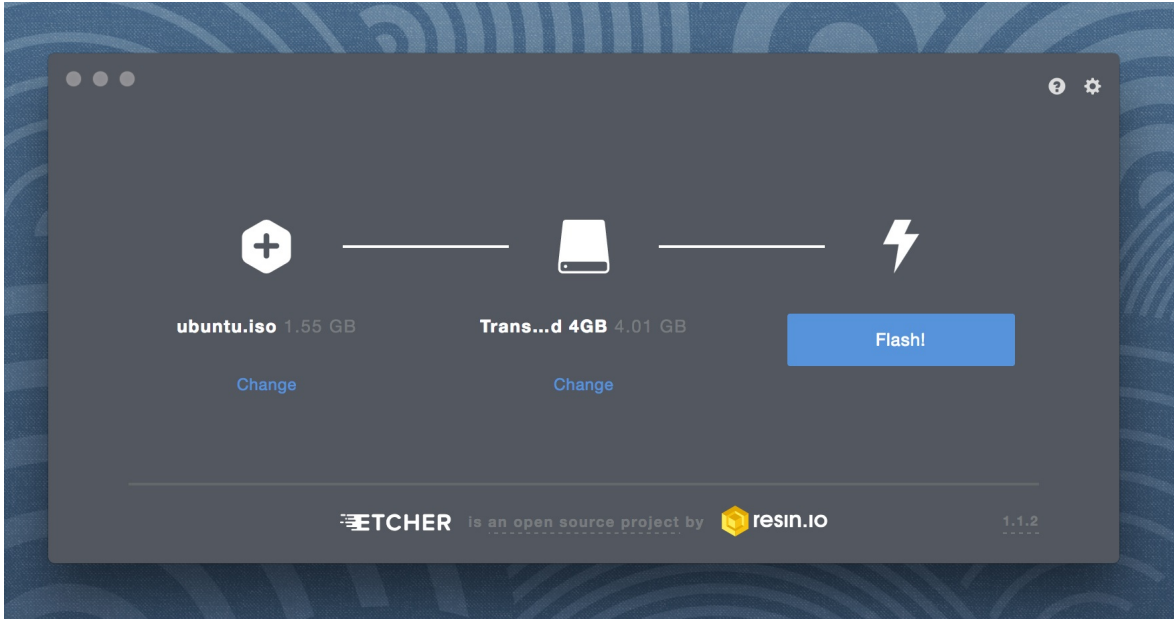 ubuntu.iso 1.55 GB
Trans...d 4GB 4.01 GB
Flash!
Change
Change
ETCHER is an open source project by resin.io
1.1.2